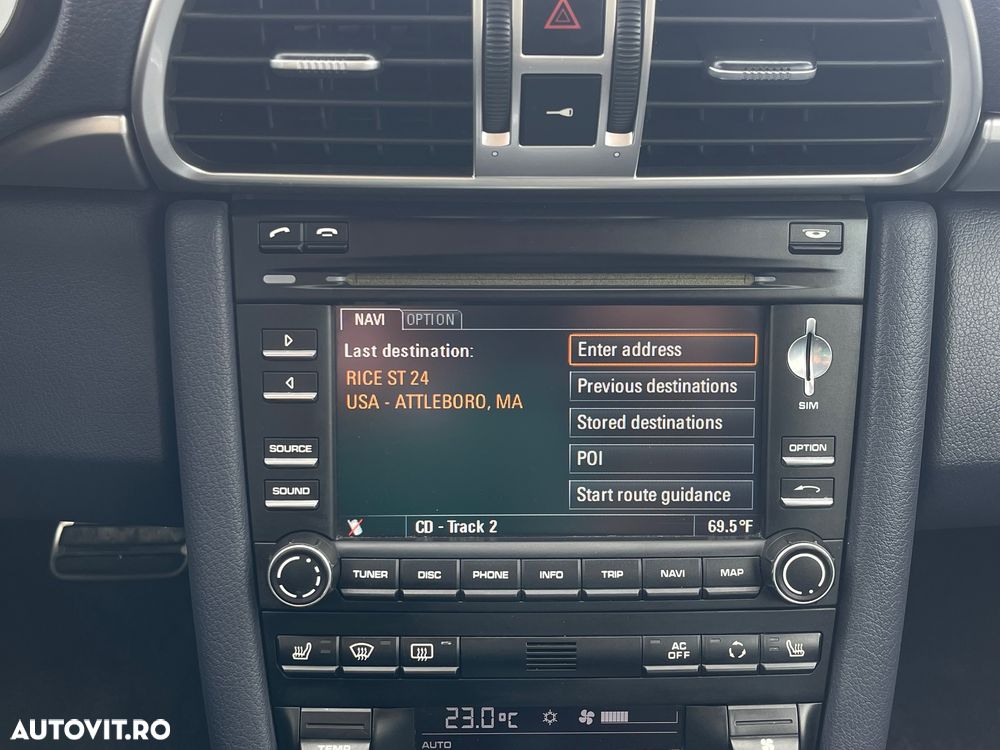 NAVI OPTION
Last destination:
RICE ST 24
USA - ATTLEBORO, MA
Enter address
Previous destinations
Stored destinations
POI
Start route guidance
CD - Track 2 69.5°F
SIM
SOURCE
SOUND
OPTION
TUNER DISC PHONE INFO TRIP NAVI MAP
AC
OFF
23.0°C
AUTO
TEMP
AUTOVIT.RO